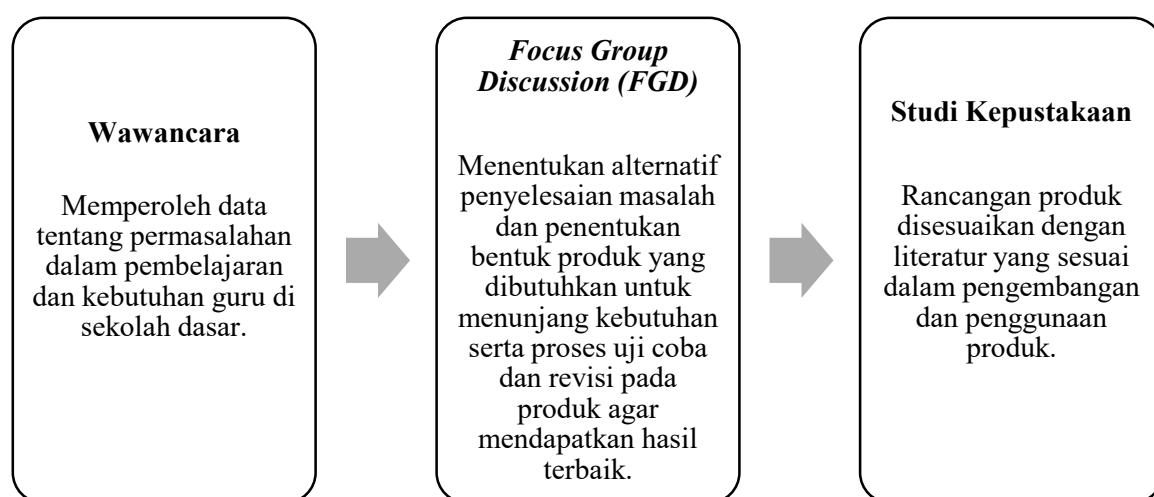 Wawancara
Memperoleh data
tentang permasalahan
dalam pembelajaran
dan kebutuhan guru di
sekolah dasar.
Focus Group
Discussion (FGD)
Menentukan alternatif
penyelesaian masalah
dan penentukan
bentuk produk yang
dibutuhkan untuk
menunjang kebutuhan
serta proses uji coba
dan revisi pada
produk agar
mendapatkan hasil
terbaik.
Studi Kepustakaan
Rancangan produk
disesuaikan dengan
literatur yang sesuai
dalam pengembangan
dan penggunaan
produk.